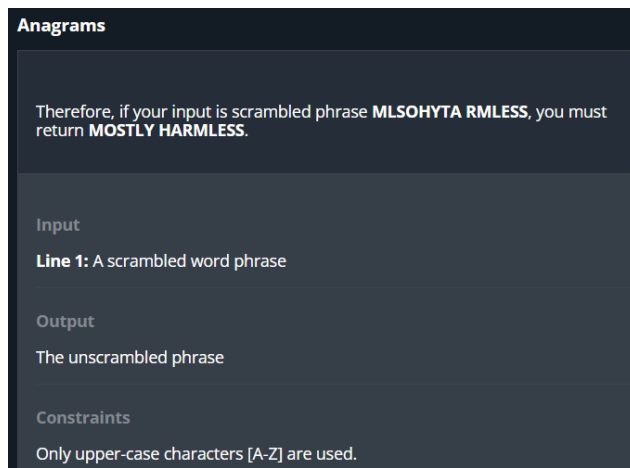 Anagrams
Therefore, if your input is scrambled phrase MLSOHYTA RMLESS, you must
return MOSTLY HARMLESS.
Input
Line 1: A scrambled word phrase
Output
The unscrambled phrase
Constraints
Only upper-case characters [A-Z] are used.